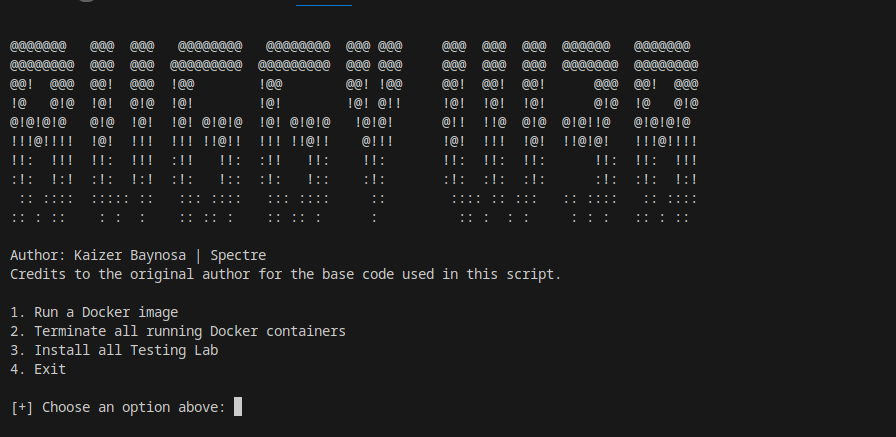 BUGGY W3B
Author: Kaizer Baynosa | Spectre
Credits to the original author for the base code used in this script.
1. Run a Docker image
2. Terminate all running Docker containers
3. Install all Testing Lab
4. Exit
[+] Choose an option above: